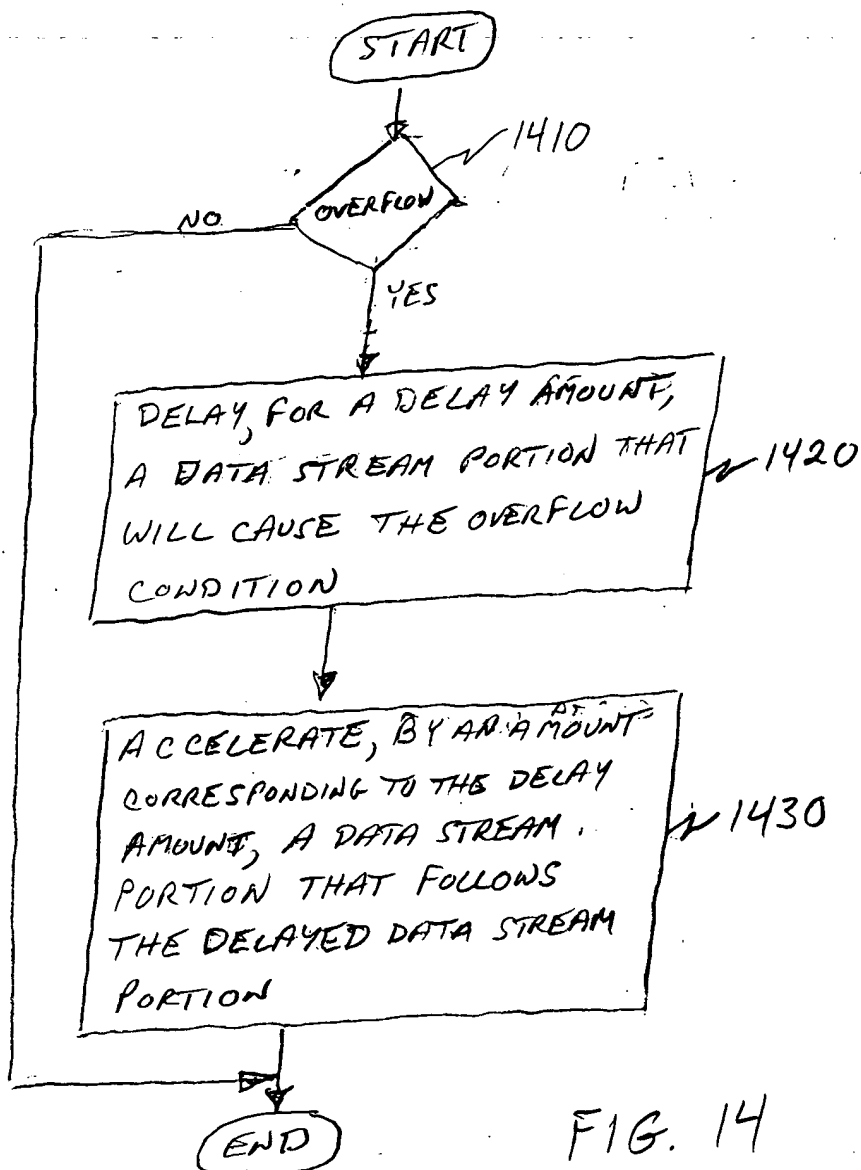 START
1410
OVERFLOW
NO
YES
DELAY, FOR A DELAY AMOUNT,
A DATA STREAM PORTION THAT
WILL CAUSE THE OVERFLOW
CONDITION
1420
ACCELERATE, BY AN AMOUNT
CORRESPONDING TO THE DELAY
AMOUNT, A DATA STREAM
PORTION THAT FOLLOWS
THE DELAYED DATA STREAM
PORTION
1430
END
FIG. 14